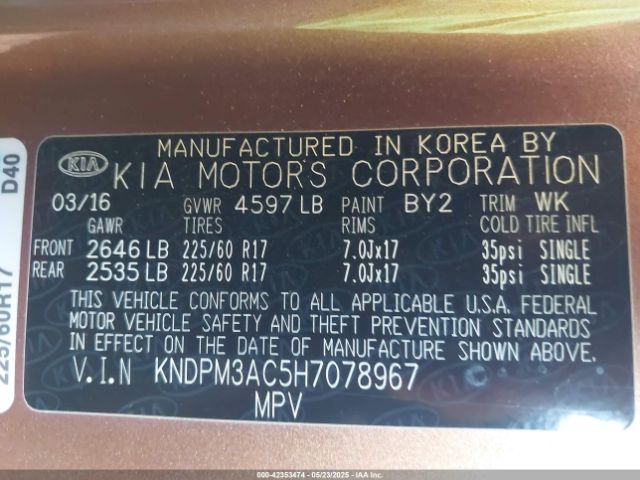 MANUFACTURED IN KOREA BY
KIA KIA MOTORS CORPORATION
03/16 GVWR 4597 LB PAINT BY2 TRIM WK
GAWR TIRES RIMS COLD TIRE INFL
FRONT 2646 LB 225/60 R17 7.0Jx17 35psi SINGLE
REAR 2535 LB 225/60 R17 7.0Jx17 35psi SINGLE
THIS VEHICLE CONFORMS TO ALL APPLICABLE U.S.A. FEDERAL
MOTOR VEHICLE SAFETY AND THEFT PREVENTION STANDARDS
IN EFFECT ON THE DATE OF MANUFACTURE SHOWN ABOVE.
V.I.N KNDPM3AC5H7078967
MPV
225/60R17 D40
000-42353474 05/23/2025 IAAI.COM